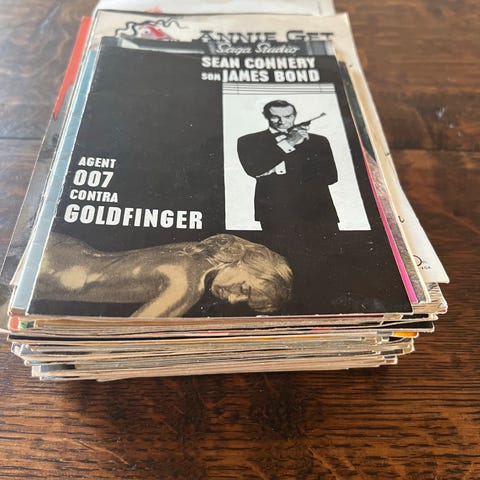 ANNIE GET
Saga Studio
SEAN CONNERY
som JAMES BOND
AGENT
007
CONTRA
GOLDFINGER